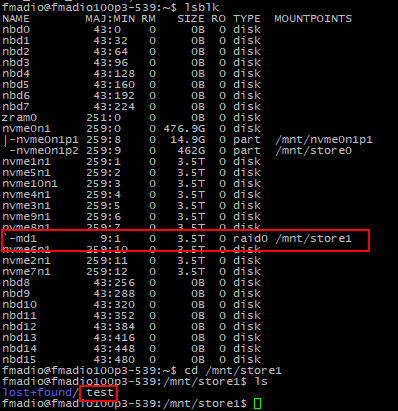 fmadio@fmadio100p3-539:~$ lsblk
NAME MAJ:MIN RM SIZE RO TYPE MOUNTPOINTS
nbd0 43:0 0 0B 0 disk
nbd1 43:32 0 0B 0 disk
nbd2 43:64 0 0B 0 disk
nbd3 43:96 0 0B 0 disk
nbd4 43:128 0 0B 0 disk
nbd5 43:160 0 0B 0 disk
nbd6 43:192 0 0B 0 disk
nbd7 43:224 0 0B 0 disk
zram0 251:0 0 0B 0 disk
nvme0n1 259:0 0 476.9G 0 disk
|-nvme0n1p1 259:8 0 14.9G 0 part /mnt/nvme0n1p1
`-nvme0n1p2 259:9 0 462G 0 part /mnt/store0
nvme1n1 259:1 0 3.5T 0 disk
nvme5n1 259:2 0 3.5T 0 disk
nvme10n1 259:3 0 3.5T 0 disk
nvme4n1 259:4 0 3.5T 0 disk
nvme3n1 259:5 0 3.5T 0 disk
nvme9n1 259:6 0 3.5T 0 disk
nvme8n1 259:7 0 3.5T 0 disk
`-md1 9:1 0 3.5T 0 raid0 /mnt/store1
nvme6n1 259:10 0 3.5T 0 disk
nvme2n1 259:11 0 3.5T 0 disk
nvme7n1 259:12 0 3.5T 0 disk
nbd8 43:256 0 0B 0 disk
nbd9 43:288 0 0B 0 disk
nbd10 43:320 0 0B 0 disk
nbd11 43:352 0 0B 0 disk
nbd12 43:384 0 0B 0 disk
nbd13 43:416 0 0B 0 disk
nbd14 43:448 0 0B 0 disk
nbd15 43:480 0 0B 0 disk
fmadio@fmadio100p3-539:~$ cd /mnt/store1
fmadio@fmadio100p3-539:/mnt/store1$ ls
lost+found/ test
fmadio@fmadio100p3-539:/mnt/store1$